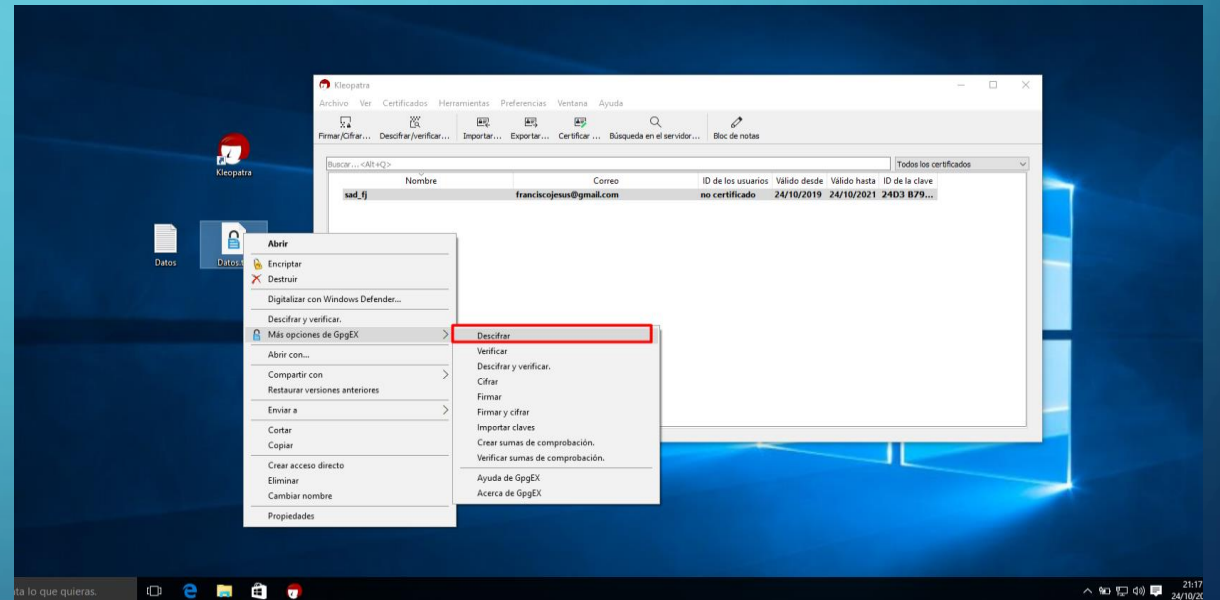 Kleopatra
Archivo Ver Certificados Herramientas Preferencias Ventana Ayuda
Firmar/Cifrar... Descifrar/verificar... Importar... Exportar... Certificar ... Búsqueda en el servidor... Bloc de notas
Buscar...<Alt+Q> Todos los certificados
Nombre Correo ID de los usuarios Válido desde Válido hasta ID de la clave
sad_fj franciscojesus@gmail.com no certificado 24/10/2019 24/10/2021 24D3 B79...
Kleopatra
Datos
Datos.t
Abrir
Encriptar
Destruir
Digitalizar con Windows Defender...
Descifrar y verificar.
Más opciones de GpgEX
Abrir con...
Compartir con
Restaurar versiones anteriores
Enviar a
Cortar
Copiar
Crear acceso directo
Eliminar
Cambiar nombre
Propiedades
Descifrar
Verificar
Descifrar y verificar.
Cifrar
Firmar
Firmar y cifrar
Importar claves
Crear sumas de comprobación.
Verificar sumas de comprobación.
Ayuda de GpgEX
Acerca de GpgEX
nta lo que quieras.
21:17
24/10/20